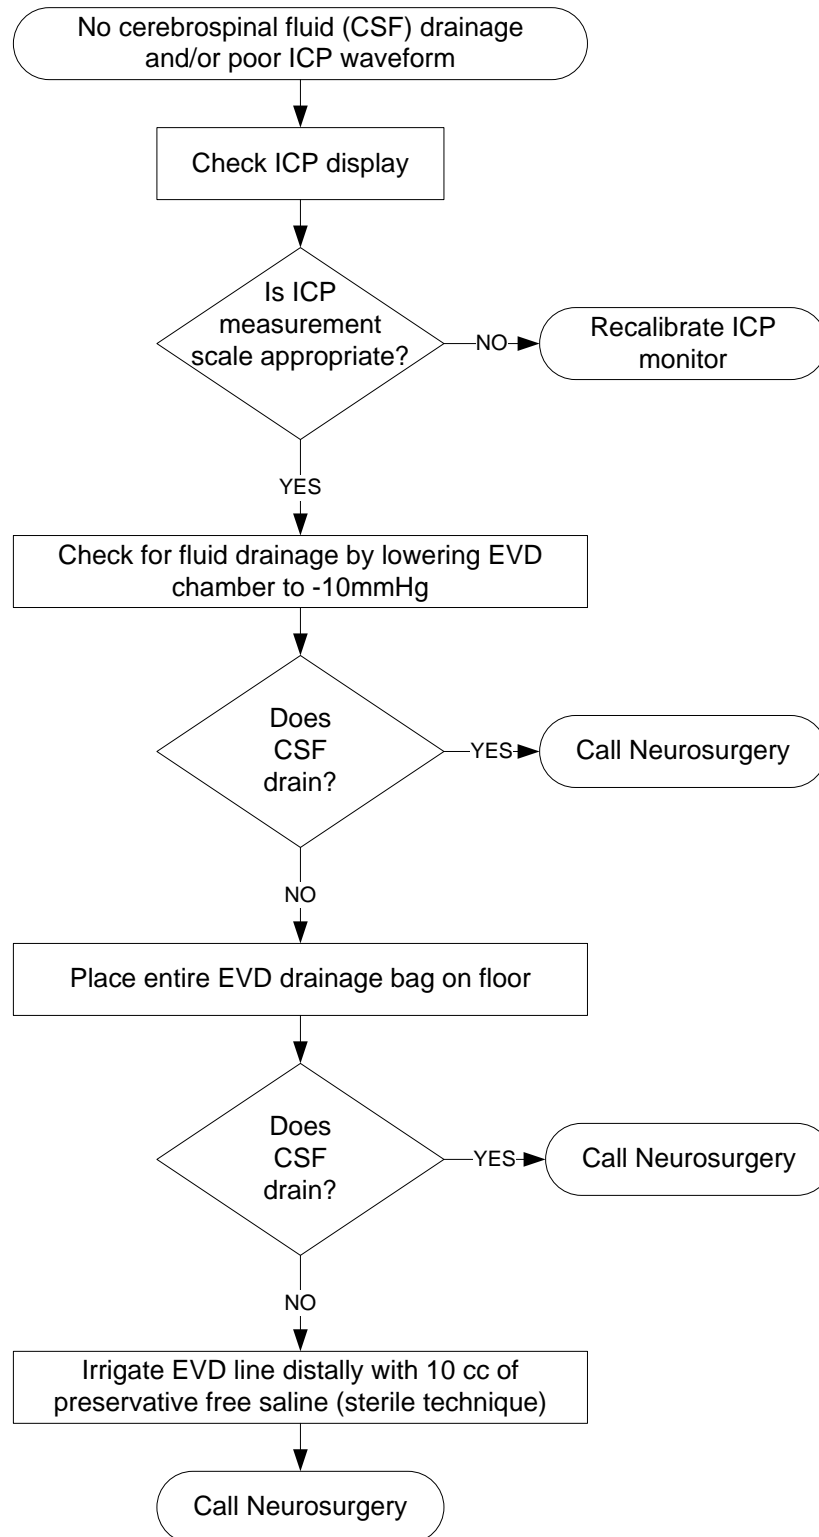 No cerebrospinal fluid (CSF) drainage
and/or poor ICP waveform
Check ICP display
Is ICP
measurement
scale appropriate?
NO
Recalibrate ICP
monitor
YES
Check for fluid drainage by lowering EVD
chamber to -10mmHg
Does
CSF
drain?
YES
Call Neurosurgery
NO
Place entire EVD drainage bag on floor
Does
CSF
drain?
YES
Call Neurosurgery
NO
Irrigate EVD line distally with 10 cc of
preservative free saline (sterile technique)
Call Neurosurgery